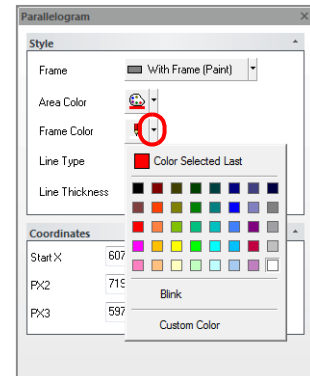 Parallelogram
Style
Frame With Frame (Paint)
Area Color
Frame Color
Line Type
Color Selected Last
Line Thickness
Coordinates
Start X 607
PX2 719
PX3 597
Blink
Custom Color